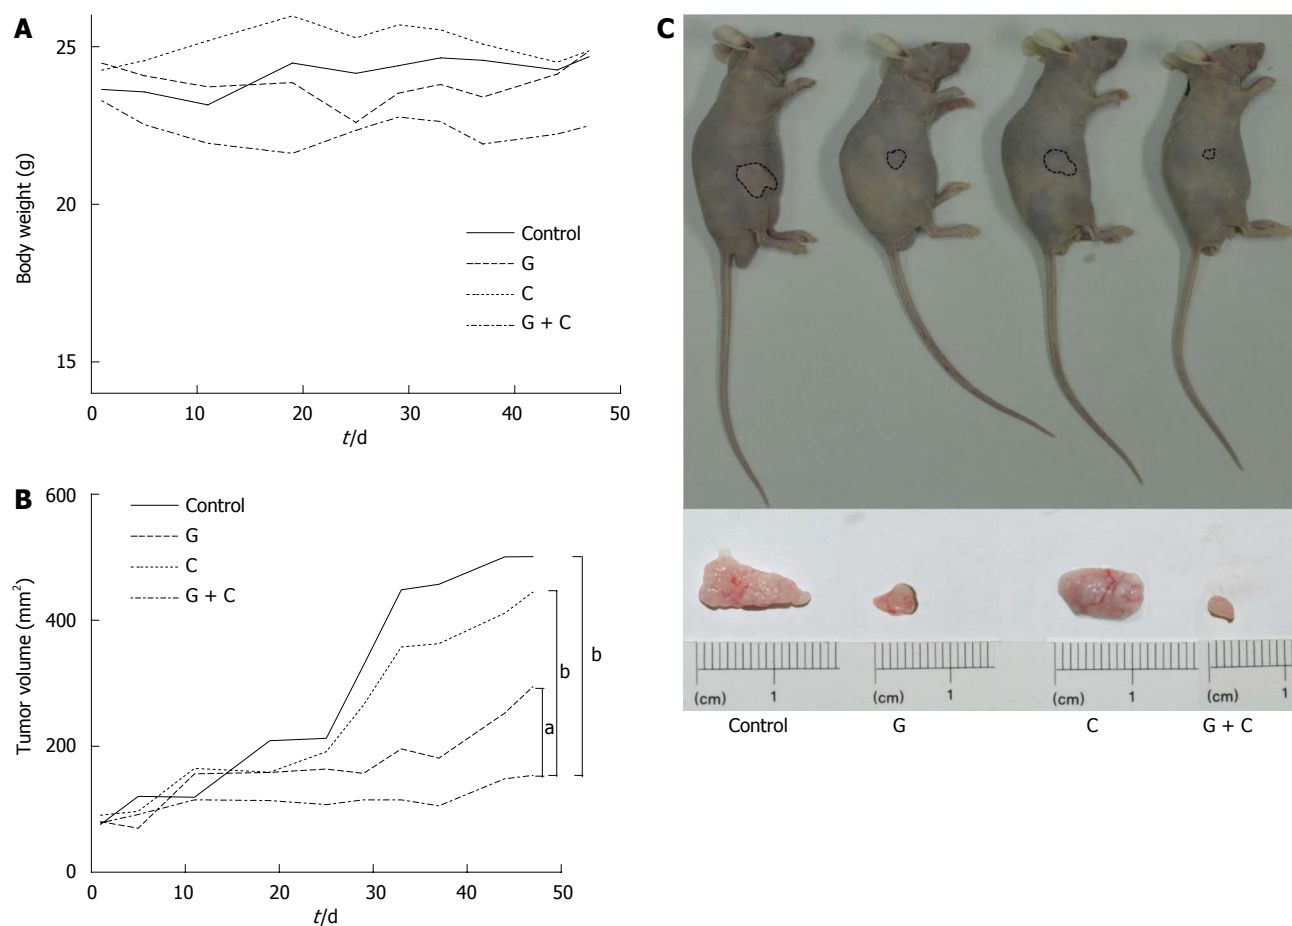 A
25
20
15
Body weight (g)
Control
G
C
G + C
0
10
20
30
40
50
t/d
B
600
400
200
0
Tumor volume (mm²)
Control
G
C
G + C
a
b
b
0
10
20
30
40
50
t/d
C
(cm) 1 (cm) 1 (cm) 1 (cm) 1
Control G C G + C